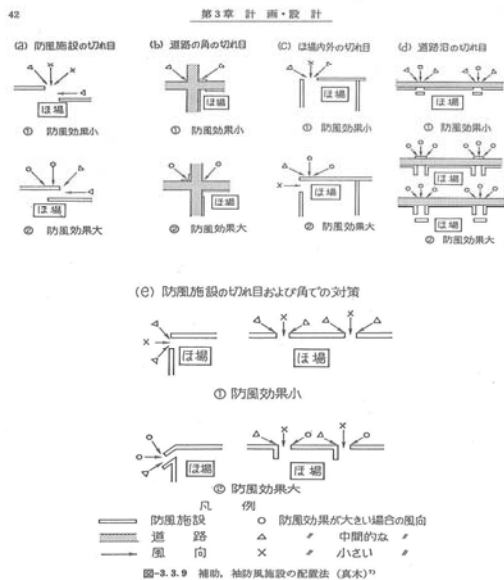 42
第3章 計画・設計
(a) 防風施設の切れ目
(b) 道路の角の切れ目
(c) ほ場内外の切れ目
(d) 道路沿の切れ目
△ × ×
△
ほ場
① 防風効果小
△ △
ほ場
① 防風効果小
△ × △
ほ場
① 防風効果小
△ △ △ △
ほ場
① 防風効果小
○ ○ △
△
ほ場
② 防風効果大
△ ○
ほ場
② 防風効果大
△ ○ ○
×
ほ場
② 防風効果大
○ ○ ○ ○
ほ場
○ ○ ○ ○
ほ場
② 防風効果大
(e) 防風施設の切れ目および角での対策
△
×
△
ほ場
△ × △ △ × △
ほ場
① 防風効果小
○
○
△
ほ場
△ × ○ △ × ○
ほ場
② 防風効果大
凡 例
防風施設 ○ 防風効果が大きい場合の風向
道 路 △ 〃 中間的な 〃
風 向 × 〃 小さい 〃
図-3.3.9 補助,袖防風施設の配置法(真木)⁷⁾